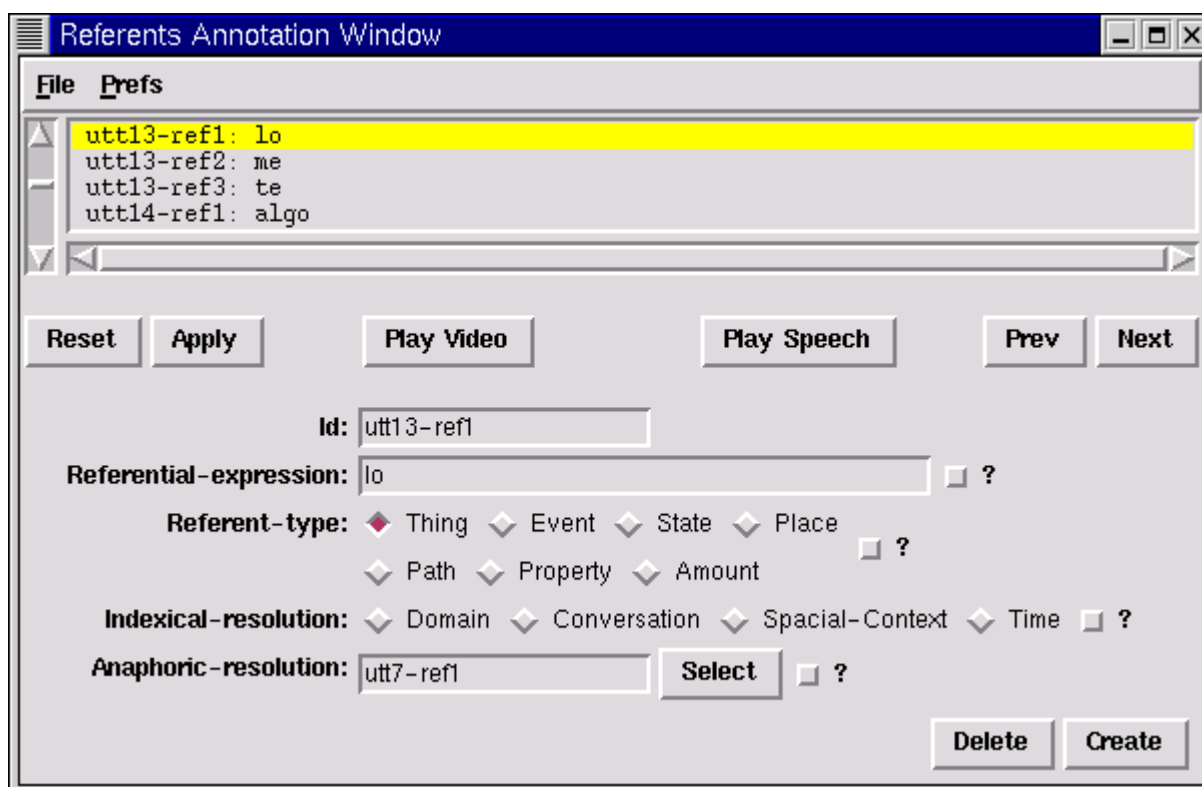 Referents Annotation Window
File Prefs
utt13-ref1: lo
utt13-ref2: me
utt13-ref3: te
utt14-ref1: algo
Reset Apply Play Video Play Speech Prev Next
Id: utt13-ref1
Referential-expression: lo ?
Referent-type: Thing Event State Place ?
Path Property Amount
Indexical-resolution: Domain Conversation Spacial-Context Time ?
Anaphoric-resolution: utt7-ref1 Select ?
Delete Create